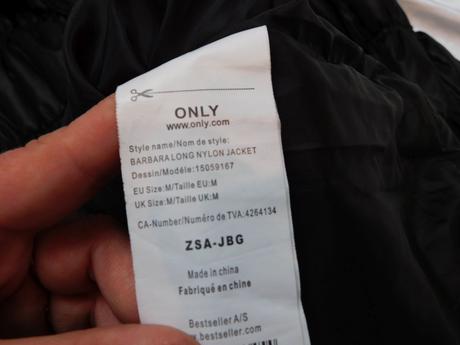 ONLY
www.only.com
Style name/Nom de style:
BARBARA LONG NYLON JACKET
Dessin/Modéle: 15059167
EU Size:M/Taille EU:M
UK Size:M/Taille UK:M
CA-Number/Numéro de TVA:4264134
ZSA-JBG
Made in china
Fabriqué en chine
Bestseller A/S
www.bestseller.com